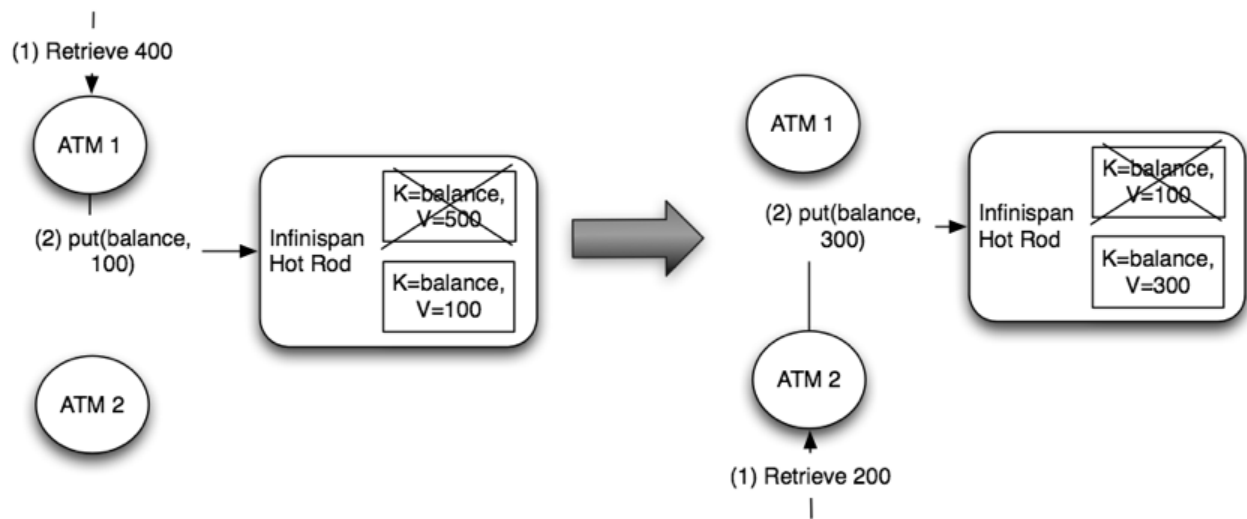 (1) Retrieve 400
ATM 1
(2) put(balance,
100)
Infinispan
Hot Rod
K=balance,
V=500
K=balance,
V=100
ATM 2
ATM 1
(2) put(balance,
300)
Infinispan
Hot Rod
K=balance,
V=100
K=balance,
V=300
ATM 2
(1) Retrieve 200